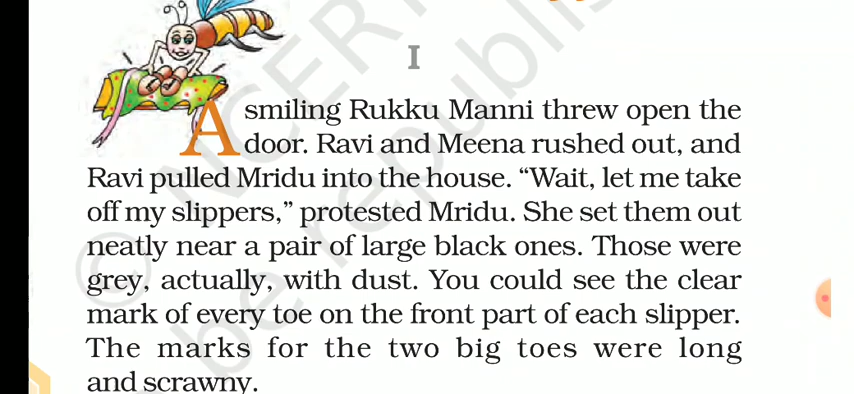 I
A smiling Rukku Manni threw open the
door. Ravi and Meena rushed out, and
Ravi pulled Mridu into the house. “Wait, let me take
off my slippers,” protested Mridu. She set them out
neatly near a pair of large black ones. Those were
grey, actually, with dust. You could see the clear
mark of every toe on the front part of each slipper.
The marks for the two big toes were long
and scrawny.
© NCERT
be republis